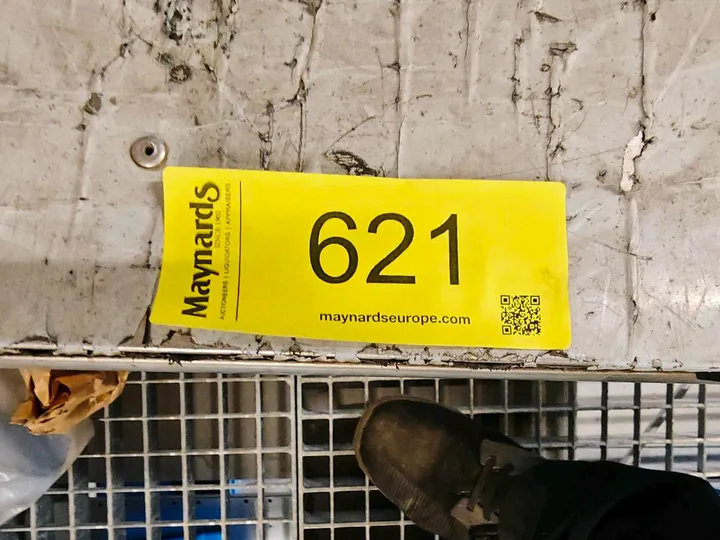 Maynards
SINCE 1902
AUCTIONEERS | LIQUIDATORS | APPRAISERS
621
maynardseurope.com